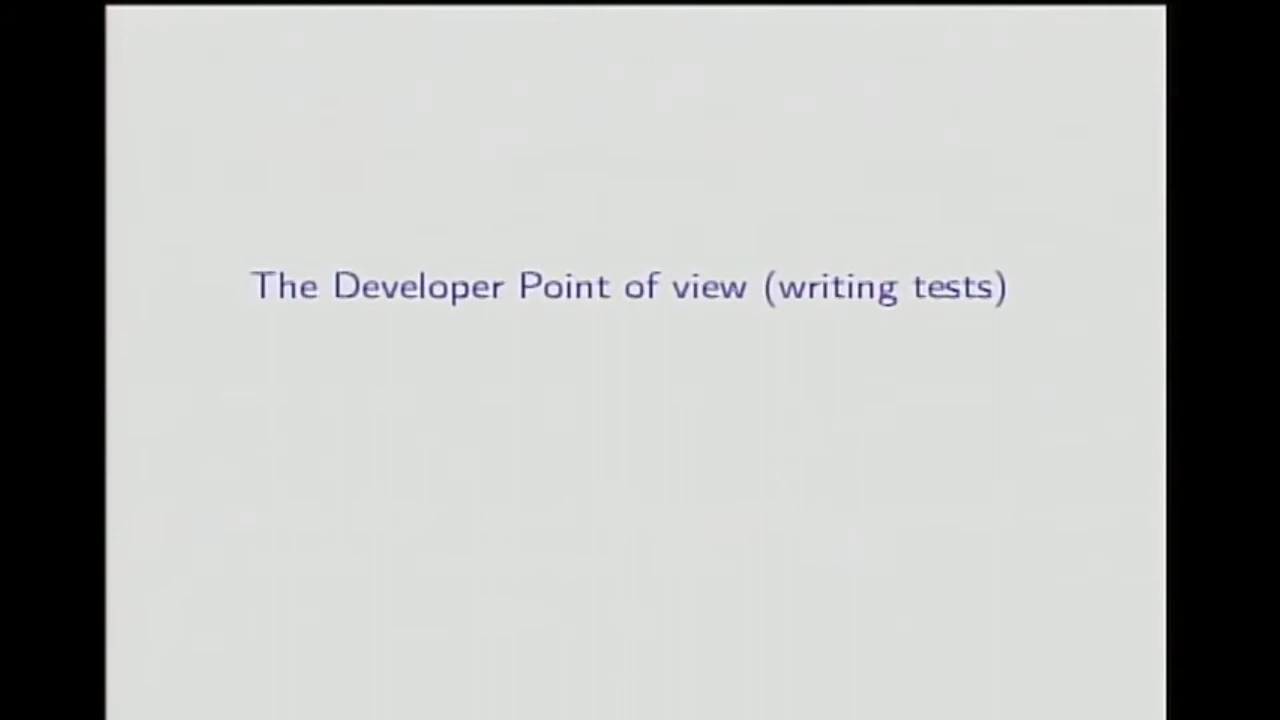 The Developer Point of view (writing tests)